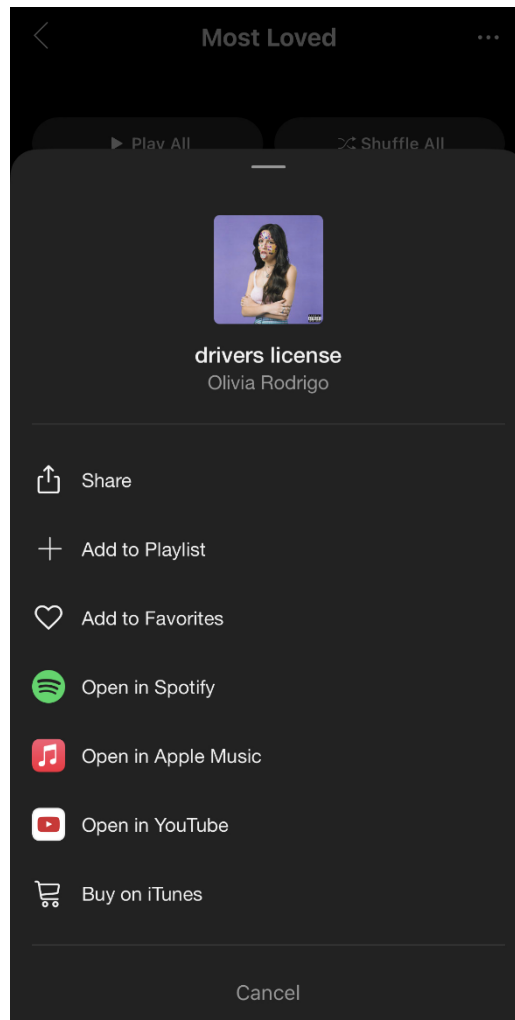 Most Loved
Play All
Shuffle All
drivers license
Olivia Rodrigo
Share
Add to Playlist
Add to Favorites
Open in Spotify
Open in Apple Music
Open in YouTube
Buy on iTunes
Cancel